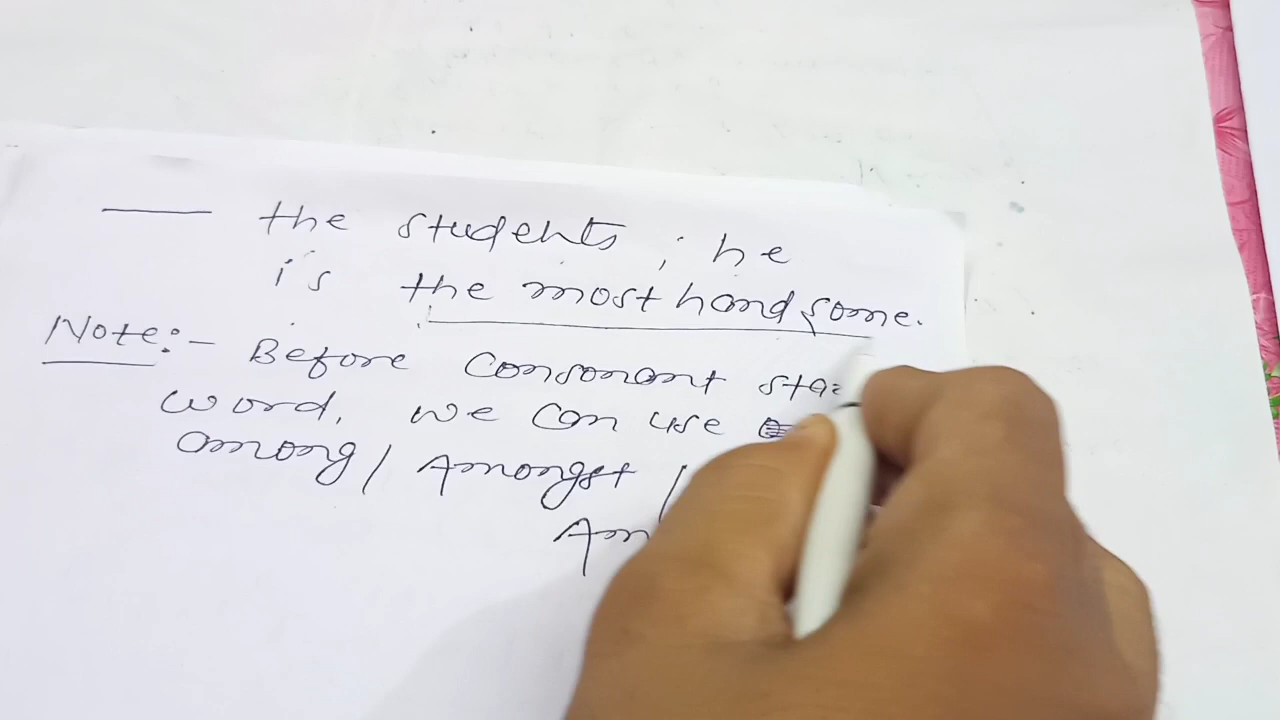 the students ; he
is the most handsome.
Note:- Before Consonant
word, we can use
among / Amongst /